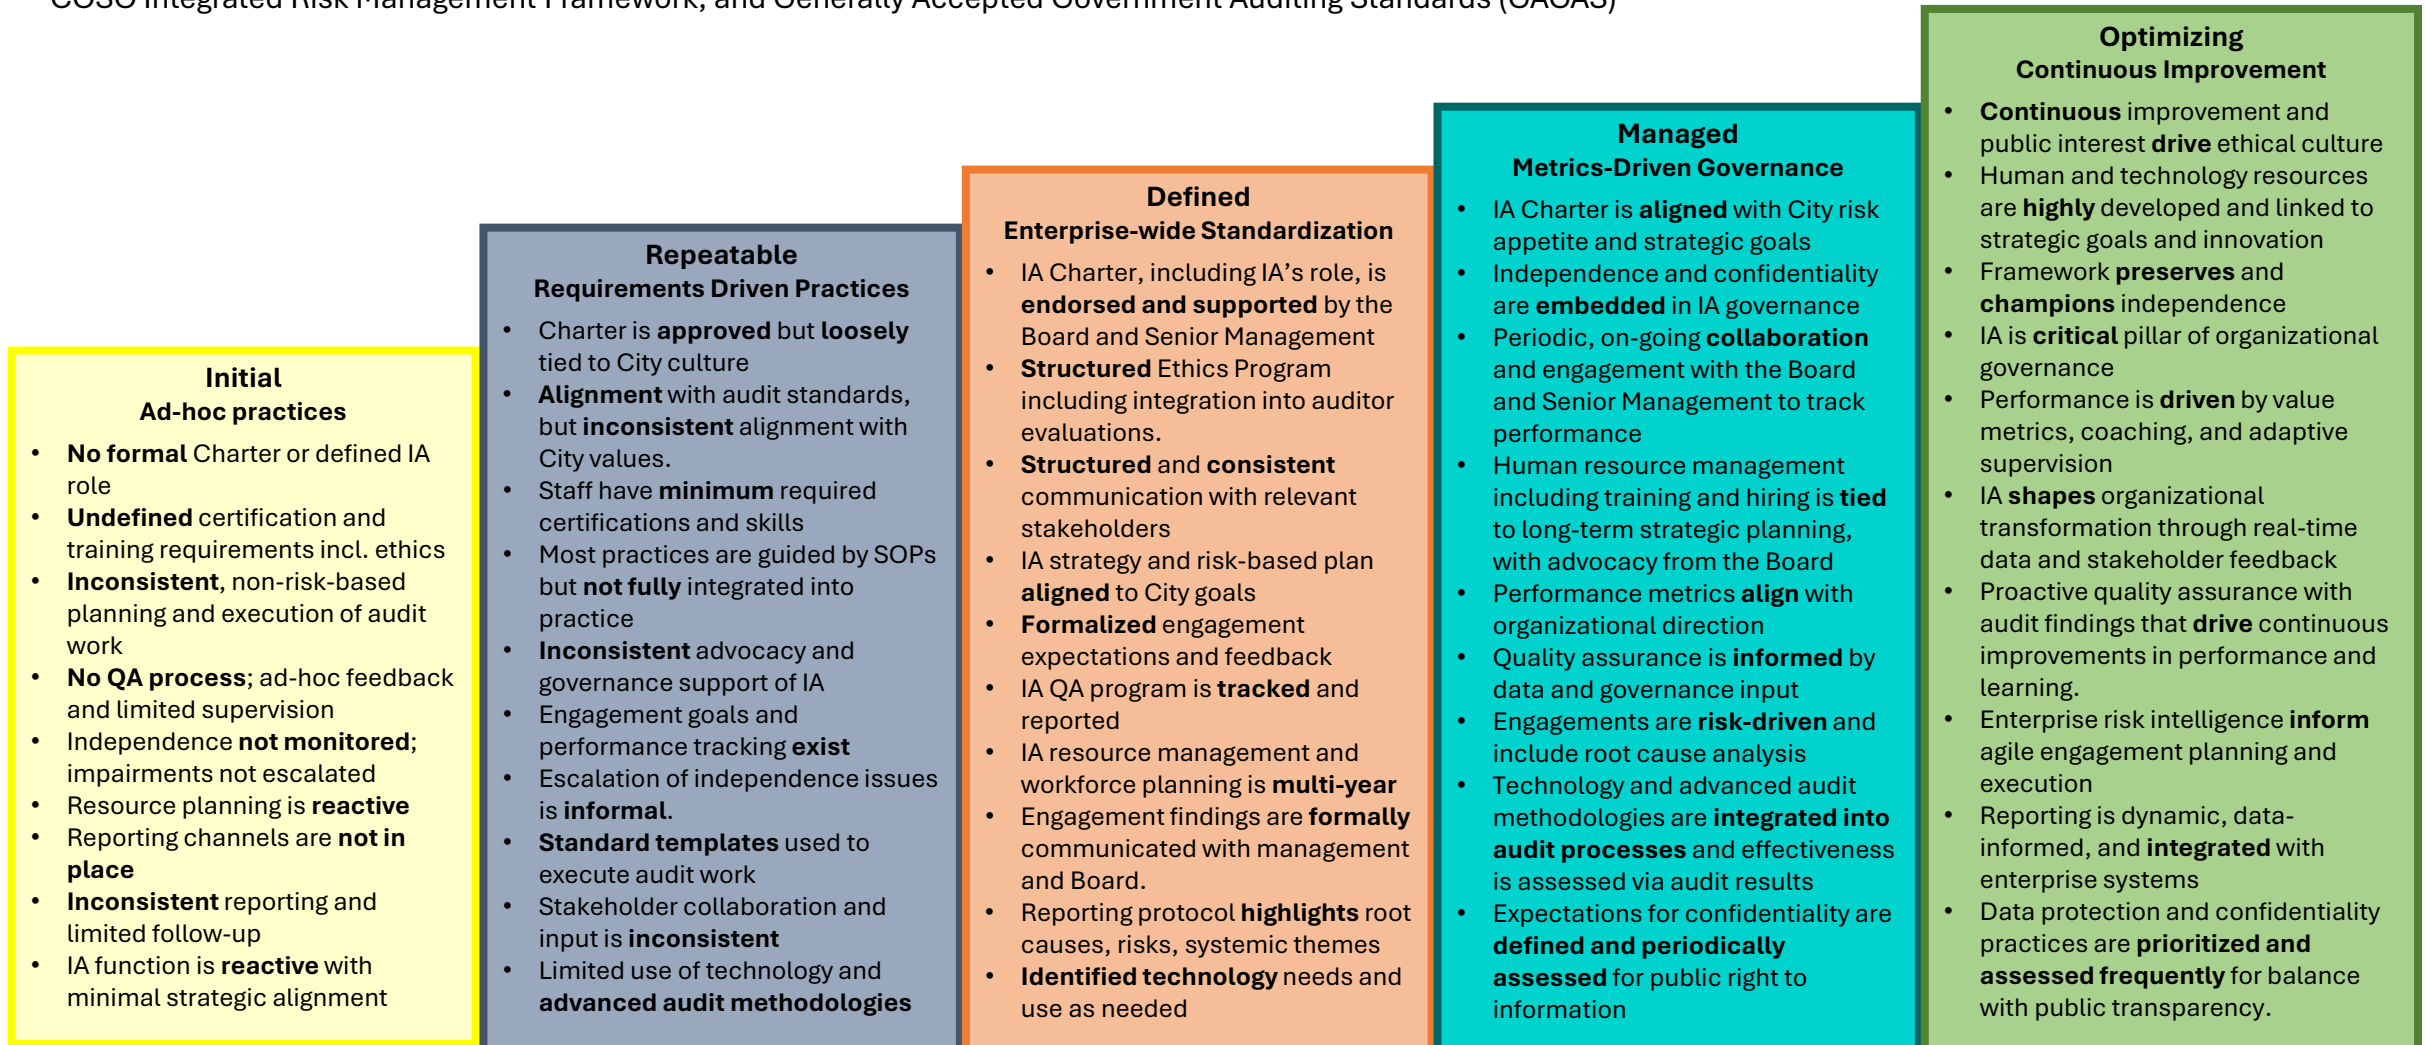 COSO Integrated Risk Management Framework, and Generally Accepted Government Auditing Standards (GAGAS)
Initial
Ad-hoc practices
• No formal Charter or defined IA
role
• Undefined certification and
training requirements incl. ethics
• Inconsistent, non-risk-based
planning and execution of audit
work
• No QA process; ad-hoc feedback
and limited supervision
• Independence not monitored;
impairments not escalated
• Resource planning is reactive
• Reporting channels are not in
place
• Inconsistent reporting and
limited follow-up
• IA function is reactive with
minimal strategic alignment
Repeatable
Requirements Driven Practices
• Charter is approved but loosely
tied to City culture
• Alignment with audit standards,
but inconsistent alignment with
City values.
• Staff have minimum required
certifications and skills
• Most practices are guided by SOPs
but not fully integrated into
practice
• Inconsistent advocacy and
governance support of IA
• Engagement goals and
performance tracking exist
• Escalation of independence issues
is informal.
• Standard templates used to
execute audit work
• Stakeholder collaboration and
input is inconsistent
• Limited use of technology and
advanced audit methodologies
Defined
Enterprise-wide Standardization
• IA Charter, including IA’s role, is
endorsed and supported by the
Board and Senior Management
• Structured Ethics Program
including integration into auditor
evaluations.
• Structured and consistent
communication with relevant
stakeholders
• IA strategy and risk-based plan
aligned to City goals
• Formalized engagement
expectations and feedback
• IA QA program is tracked and
reported
• IA resource management and
workforce planning is multi-year
• Engagement findings are formally
communicated with management
and Board.
• Reporting protocol highlights root
causes, risks, systemic themes
• Identified technology needs and
use as needed
Managed
Metrics-Driven Governance
• IA Charter is aligned with City risk
appetite and strategic goals
• Independence and confidentiality
are embedded in IA governance
• Periodic, on-going collaboration
and engagement with the Board
and Senior Management to track
performance
• Human resource management
including training and hiring is tied
to long-term strategic planning,
with advocacy from the Board
• Performance metrics align with
organizational direction
• Quality assurance is informed by
data and governance input
• Engagements are risk-driven and
include root cause analysis
• Technology and advanced audit
methodologies are integrated into
audit processes and effectiveness
is assessed via audit results
• Expectations for confidentiality are
defined and periodically
assessed for public right to
information
Optimizing
Continuous Improvement
• Continuous improvement and
public interest drive ethical culture
• Human and technology resources
are highly developed and linked to
strategic goals and innovation
• Framework preserves and
champions independence
• IA is critical pillar of organizational
governance
• Performance is driven by value
metrics, coaching, and adaptive
supervision
• IA shapes organizational
transformation through real-time
data and stakeholder feedback
• Proactive quality assurance with
audit findings that drive continuous
improvements in performance and
learning.
• Enterprise risk intelligence inform
agile engagement planning and
execution
• Reporting is dynamic, data-
informed, and integrated with
enterprise systems
• Data protection and confidentiality
practices are prioritized and
assessed frequently for balance
with public transparency.